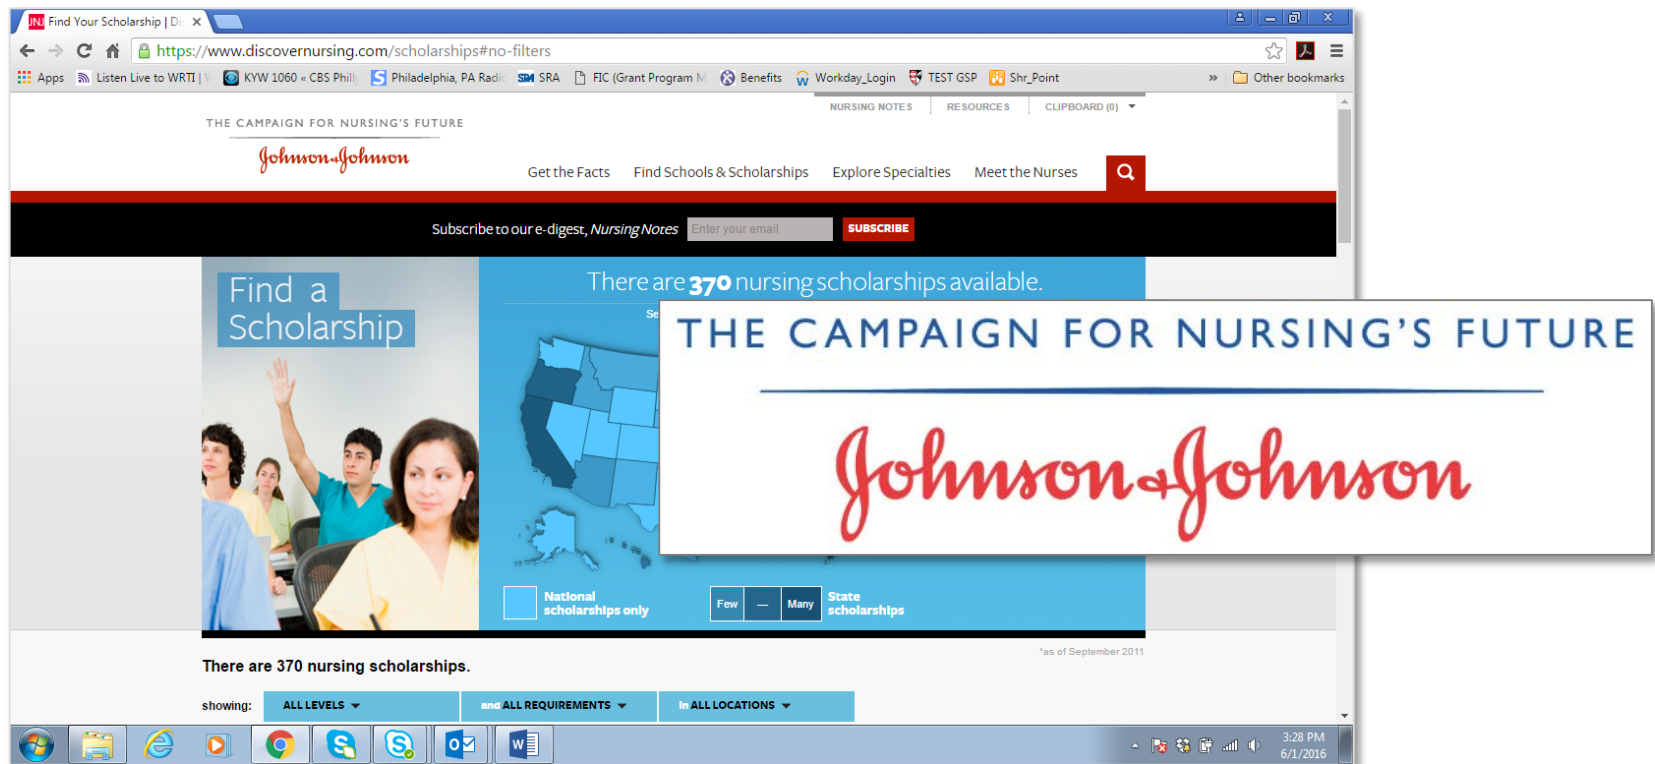 Find Your Scholarship | Di
https://www.discovernursing.com/scholarships#no-filters
Apps Listen Live to WRTI | KYW 1060 « CBS Phill Philadelphia, PA Radio SRA FIC (Grant Program M Benefits Workday_Login TEST GSP Shr_Point » Other bookmarks
NURSING NOTES RESOURCES CLIPBOARD (0)
THE CAMPAIGN FOR NURSING'S FUTURE
Johnson & Johnson
Get the Facts Find Schools & Scholarships Explore Specialties Meet the Nurses
Subscribe to our e-digest, Nursing Notes Enter your email SUBSCRIBE
Find a
Scholarship
There are 370 nursing scholarships available.
Se
THE CAMPAIGN FOR NURSING'S FUTURE
Johnson & Johnson
National
scholarships only
Few — Many
State
scholarships
*as of September 2011
There are 370 nursing scholarships.
showing: ALL LEVELS and ALL REQUIREMENTS in ALL LOCATIONS
3:28 PM
6/1/2016